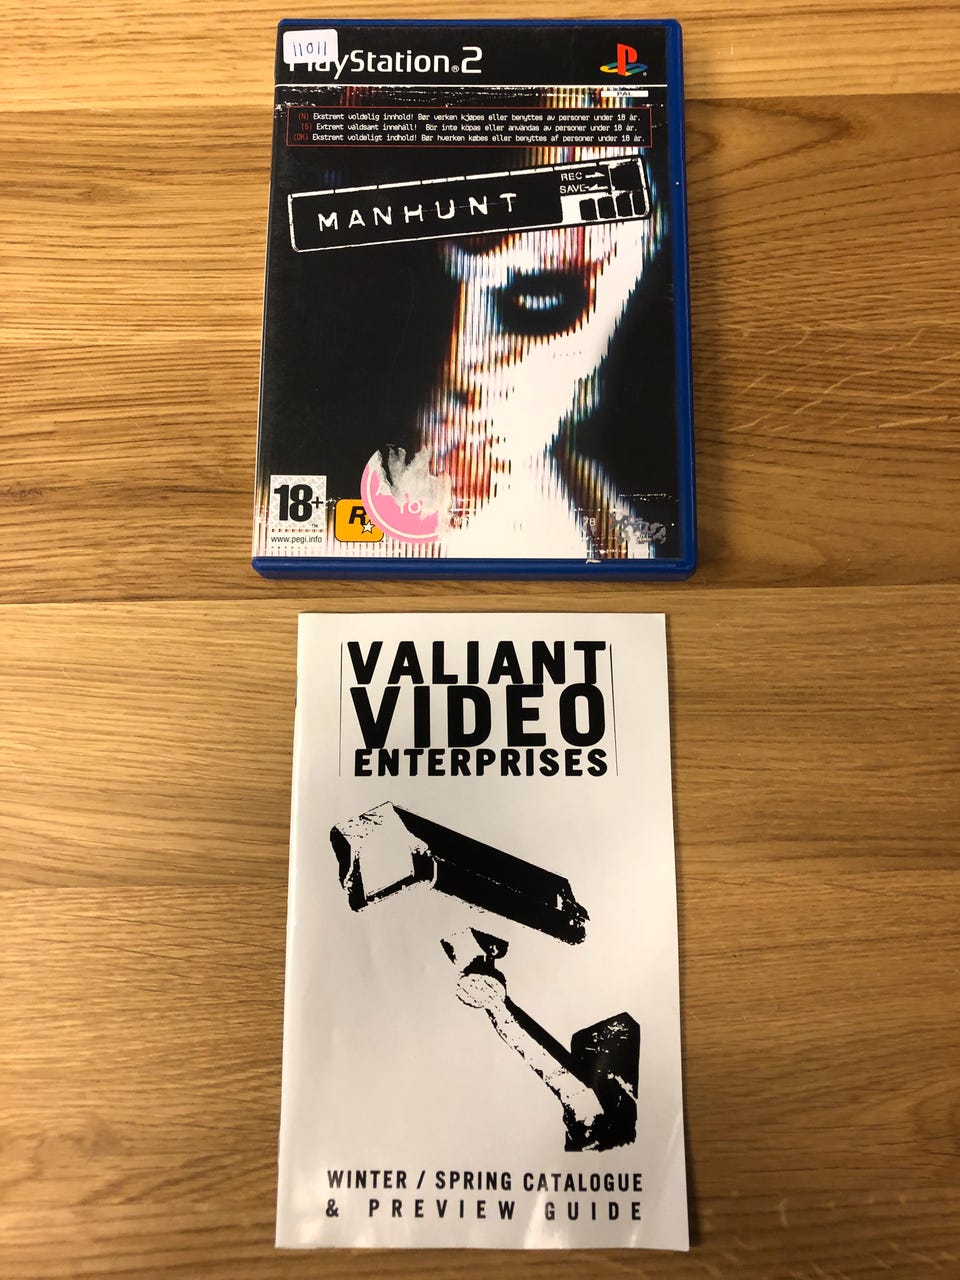 11011
PlayStation®2
PAL
(N) Ekstremt voldelig innhold! Bør verken kjøpes eller benyttes av personer under 18 år.
(S) Extremt våldsamt innehåll! Bör inte köpas eller användas av personer under 18 år.
(DK) Ekstremt voldeligt indhold! Bør hverken købes eller benyttes af personer under 18 år.
REC
SAVE
MANHUNT
18+
TM
www.pegi.info
R
78
VALIANT
VIDEO
ENTERPRISES
WINTER / SPRING CATALOGUE
& PREVIEW GUIDE